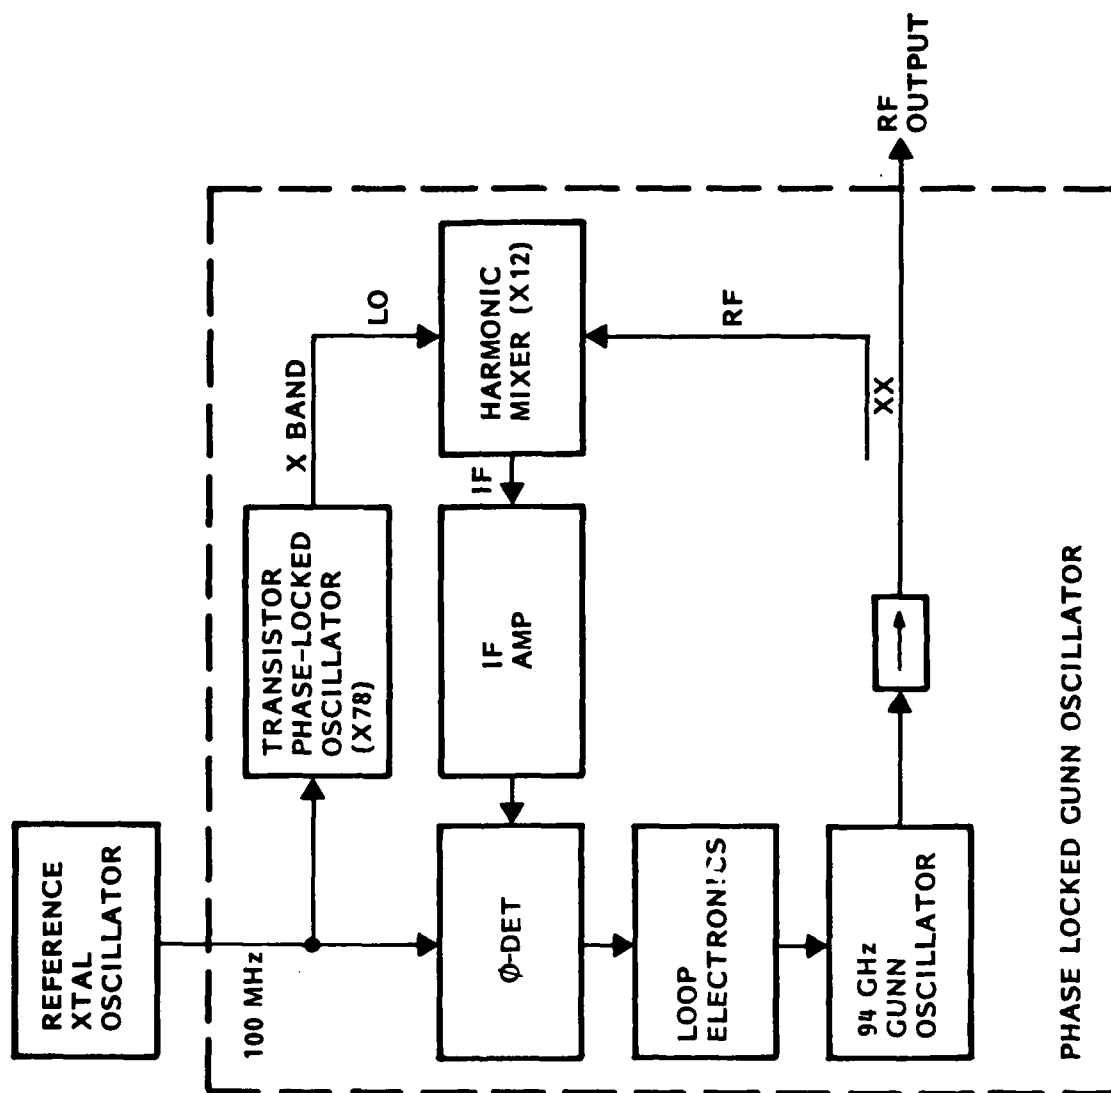 REFERENCE
XTAL
OSCILLATOR
100 MHz
TRANSISTOR
PHASE-LOCKED
OSCILLATOR
(X78)
X BAND
LO
HARMONIC
MIXER (X12)
IF
IF
AMP
Ø-DET
LOOP
ELECTRONICS
94 GHz
GUNN
OSCILLATOR
RF
XX
RF
OUTPUT
PHASE LOCKED GUNN OSCILLATOR